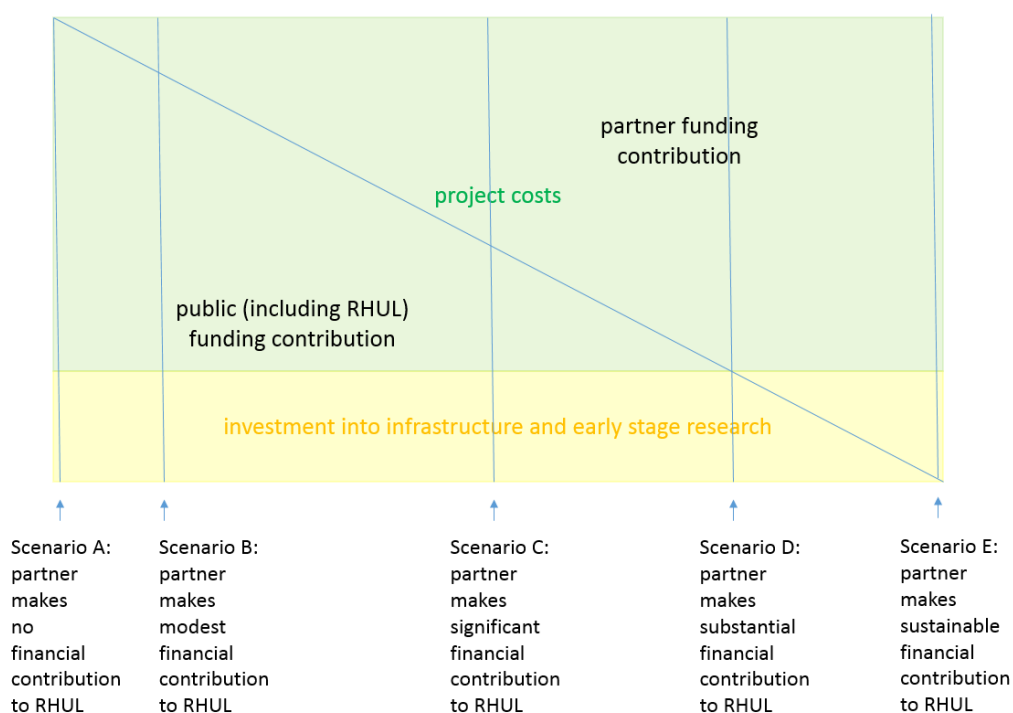 partner funding
contribution
project costs
public (including RHUL)
funding contribution
investment into infrastructure and early stage research
Scenario A:
partner
makes
no
financial
contribution
to RHUL
Scenario B:
partner
makes
modest
financial
contribution
to RHUL
Scenario C:
partner
makes
significant
financial
contribution
to RHUL
Scenario D:
partner
makes
substantial
financial
contribution
to RHUL
Scenario E:
partner
makes
sustainable
financial
contribution
to RHUL